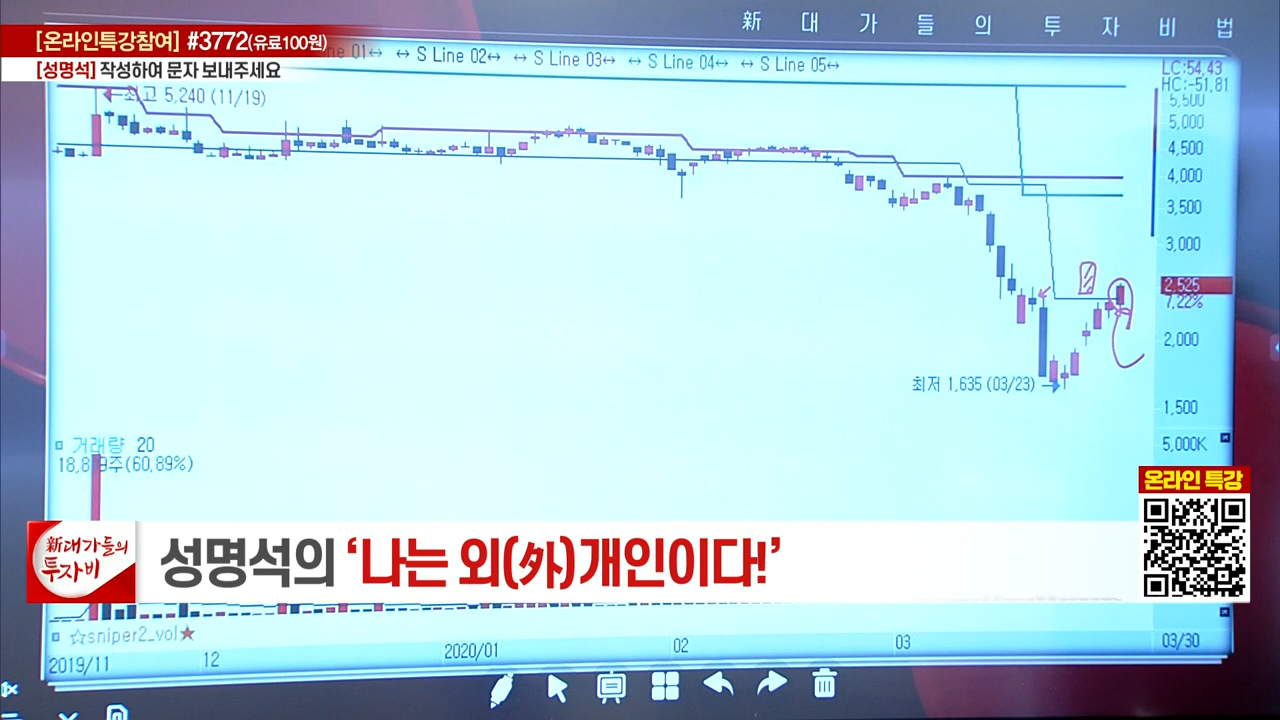 新 대 가 들 의 투 자 비 법
[온라인특강참여] #3772(유료100원)
[성명석] 작성하여 문자 보내주세요
01↔ ↔ S Line 02↔ ↔ S Line 03↔ ↔ S Line 04↔ ↔ S Line 05↔
LC:54.43
HC:-51.81
최고 5,240 (11/19)
5,500
5,000
4,500
4,000
3,500
3,000
2,525
7.22%
2,000
최저 1,635 (03/23)
1,500
거래량 20
5,000K
주(60.89%)
온라인 특강
新대가들의
투자비
성명석의 ‘나는 외(外)개인이다!’
☆sniper2_vol★
2019/11
12
2020/01
02
03
03/30